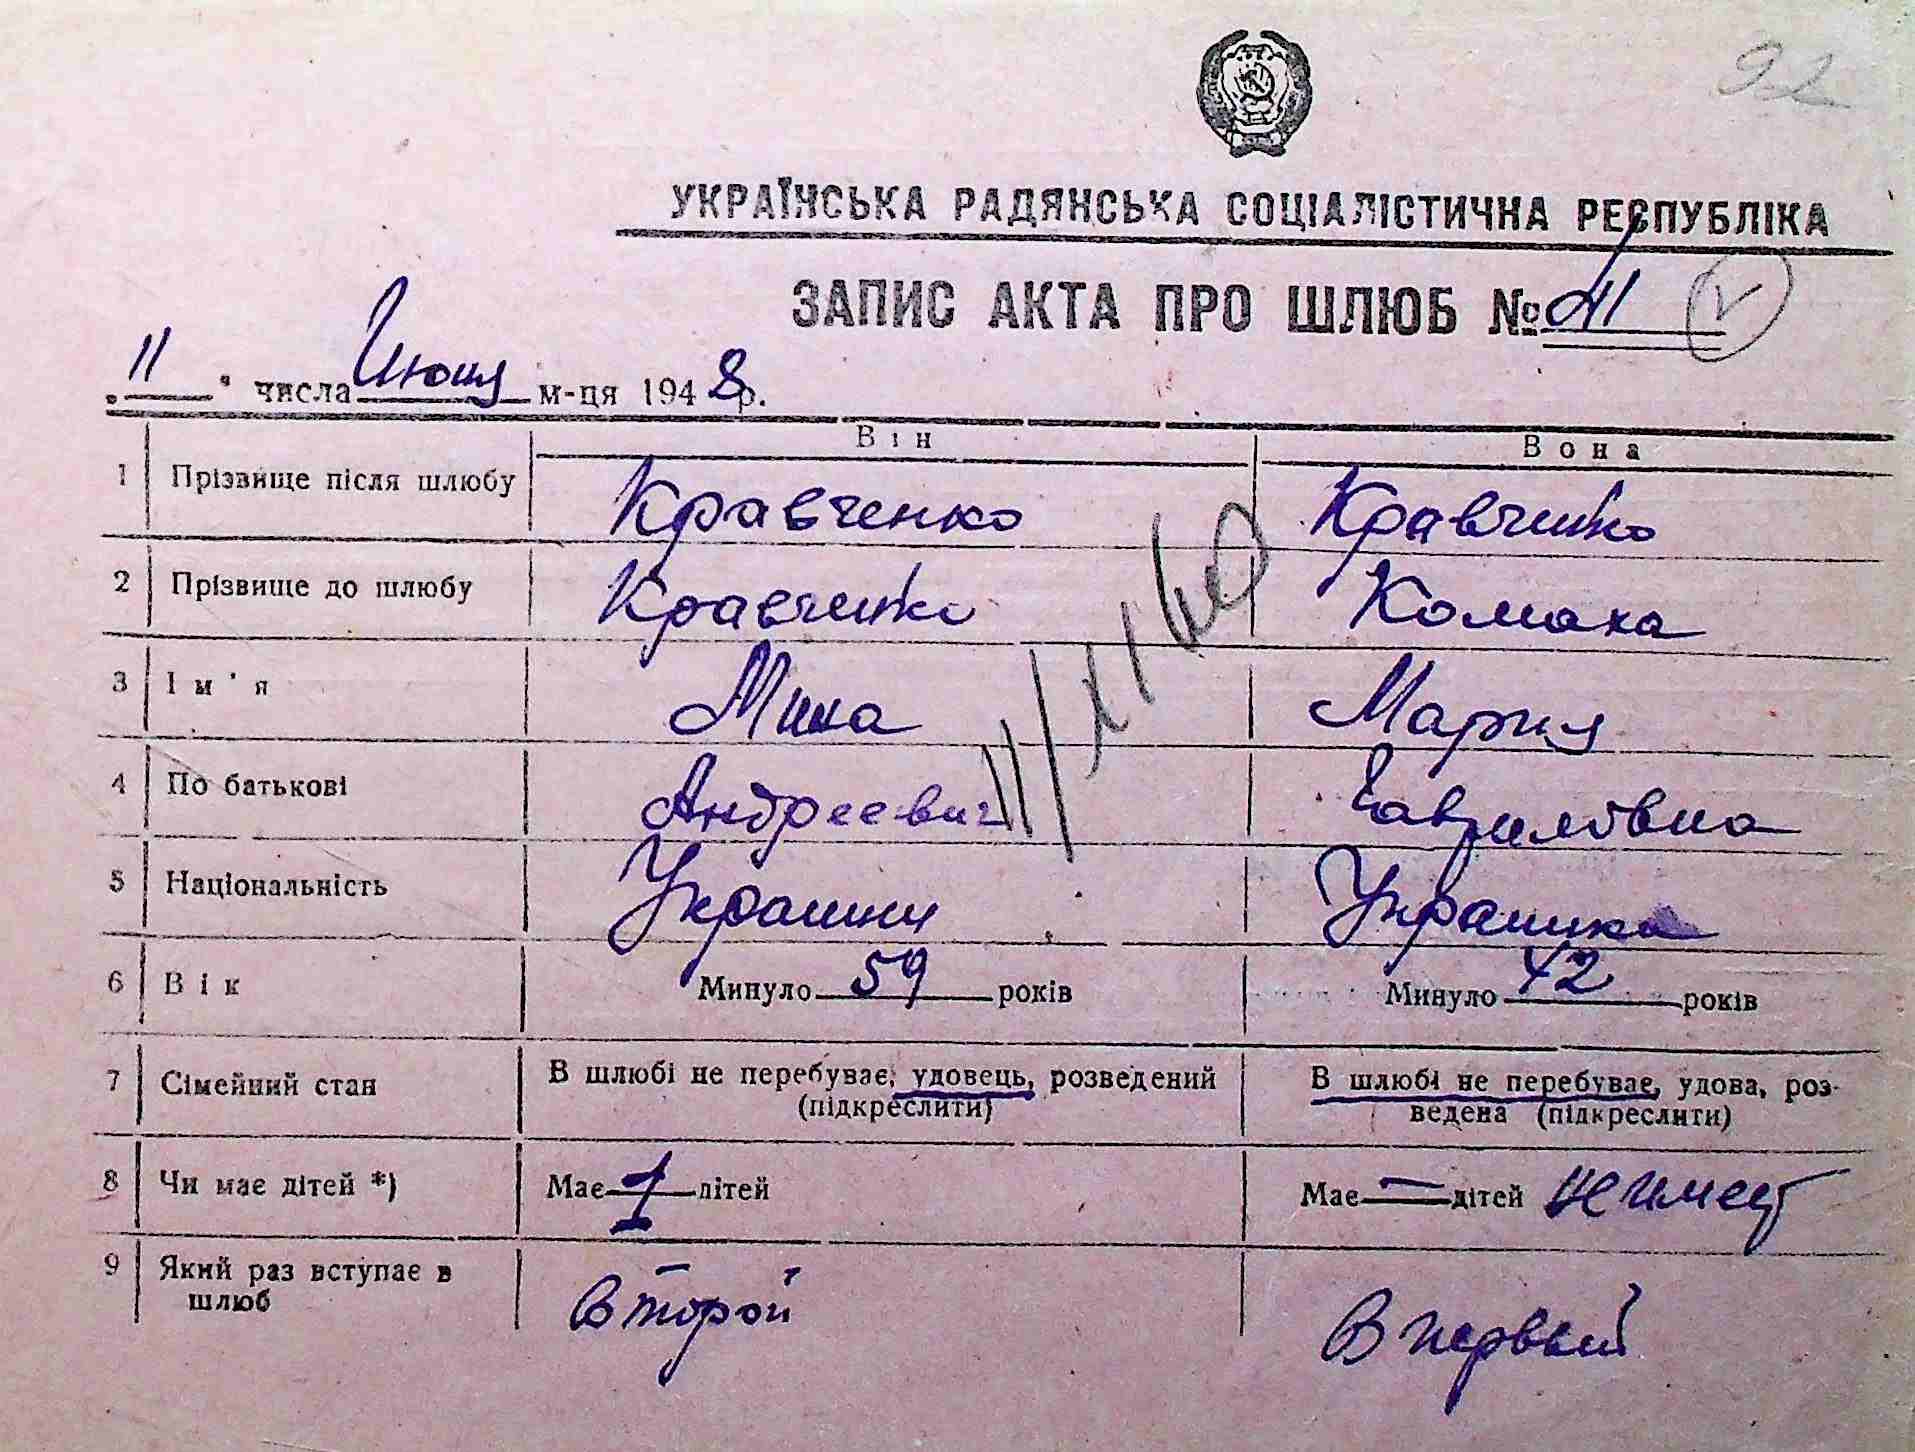 92
УКРАЇНСЬКА РАДЯНСЬКА СОЦІАЛІСТИЧНА РЕСПУБЛІКА
ЗАПИС АКТА ПРО ШЛЮБ № 41
„ 11 " числа Июня м-ця 1948 р.
Він Вона
1 Прізвище після шлюбу Кравченко Кравченко
2 Прізвище до шлюбу Кравченко Комаха
3 Ім'я Мина Мария
4 По батькові Андреевич Гавриловна
5 Національність Украинец Украинка
6 Вік Минуло 59 років Минуло 42 років
7 Сімейний стан В шлюбі не перебуває, удовець, розведений (підкреслити) В шлюбі не перебуває, удова, розведена (підкреслити)
8 Чи має дітей *) Має 1 дітей Має — дітей не имеет
9 Який раз вступає в шлюб второй В первый